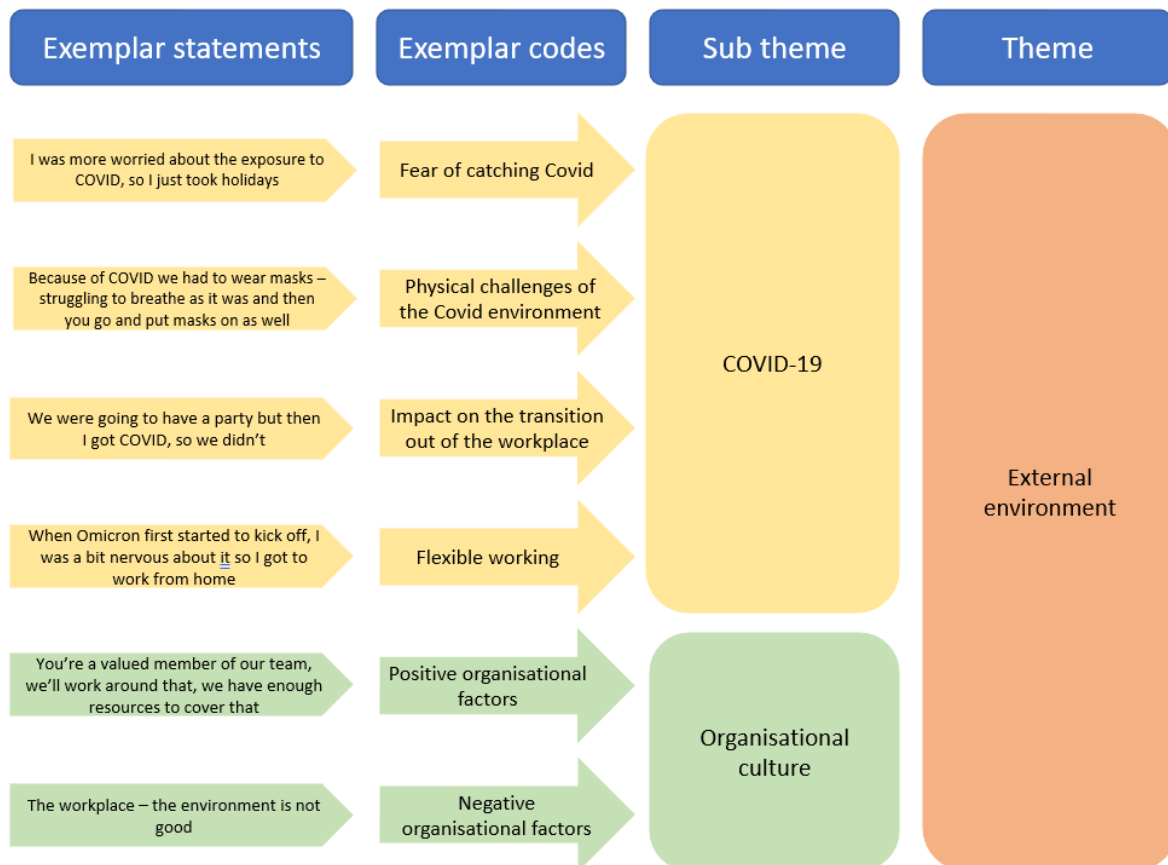 Exemplar statements
Exemplar codes
Sub theme
Theme
I was more worried about the exposure to
COVID, so I just took holidays
Fear of catching Covid
Because of COVID we had to wear masks –
struggling to breathe as it was and then
you go and put masks on as well
Physical challenges of
the Covid environment
We were going to have a party but then
I got COVID, so we didn't
Impact on the transition
out of the workplace
When Omicron first started to kick off, I
was a bit nervous about it so I got to
work from home
Flexible working
COVID-19
You’re a valued member of our team,
we’ll work around that, we have enough
resources to cover that
Positive organisational
factors
The workplace – the environment is not
good
Negative
organisational factors
Organisational
culture
External
environment